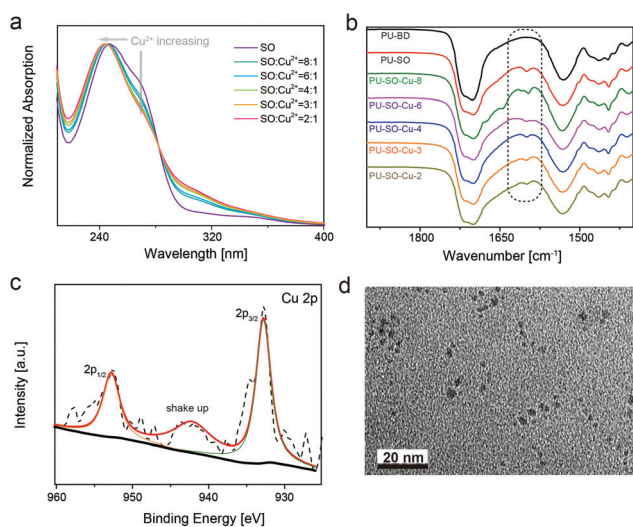 a
Cu²⁺ increasing
SO
SO:Cu²⁺=8:1
SO:Cu²⁺=6:1
SO:Cu²⁺=4:1
SO:Cu²⁺=3:1
SO:Cu²⁺=2:1
Normalized Absorption
240
320
400
Wavelength [nm]
b
PU-BD
PU-SO
PU-SO-Cu-8
PU-SO-Cu-6
PU-SO-Cu-4
PU-SO-Cu-3
PU-SO-Cu-2
Normalized Absorption
1800
1650
1500
Wavenumber [cm⁻¹]
c
Cu 2p
2p₃/₂
2p₁/₂
shake up
Intensity [a.u.]
960
950
940
930
Binding Energy [eV]
d
20 nm